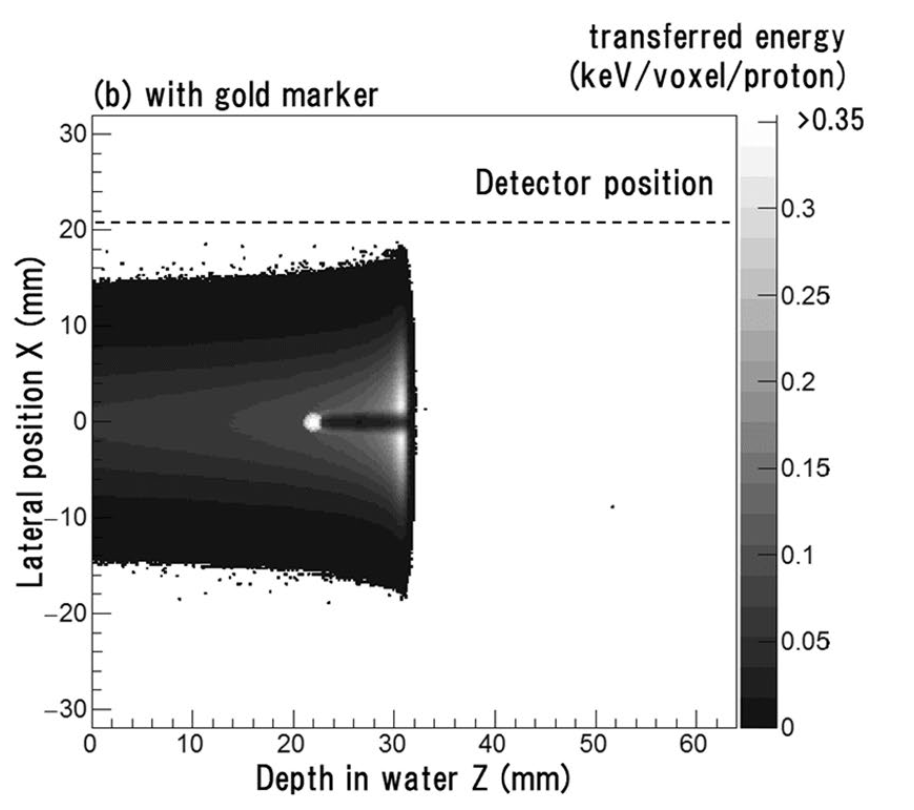 transferred energy
(keV/voxel/proton)
(b) with gold marker
>0.35
30
Detector position
0.3
20
0.25
10
0.2
0
0.15
−10
0.1
−20
0.05
−30
0
0 10 20 30 40 50 60
Lateral position X (mm)
Depth in water Z (mm)